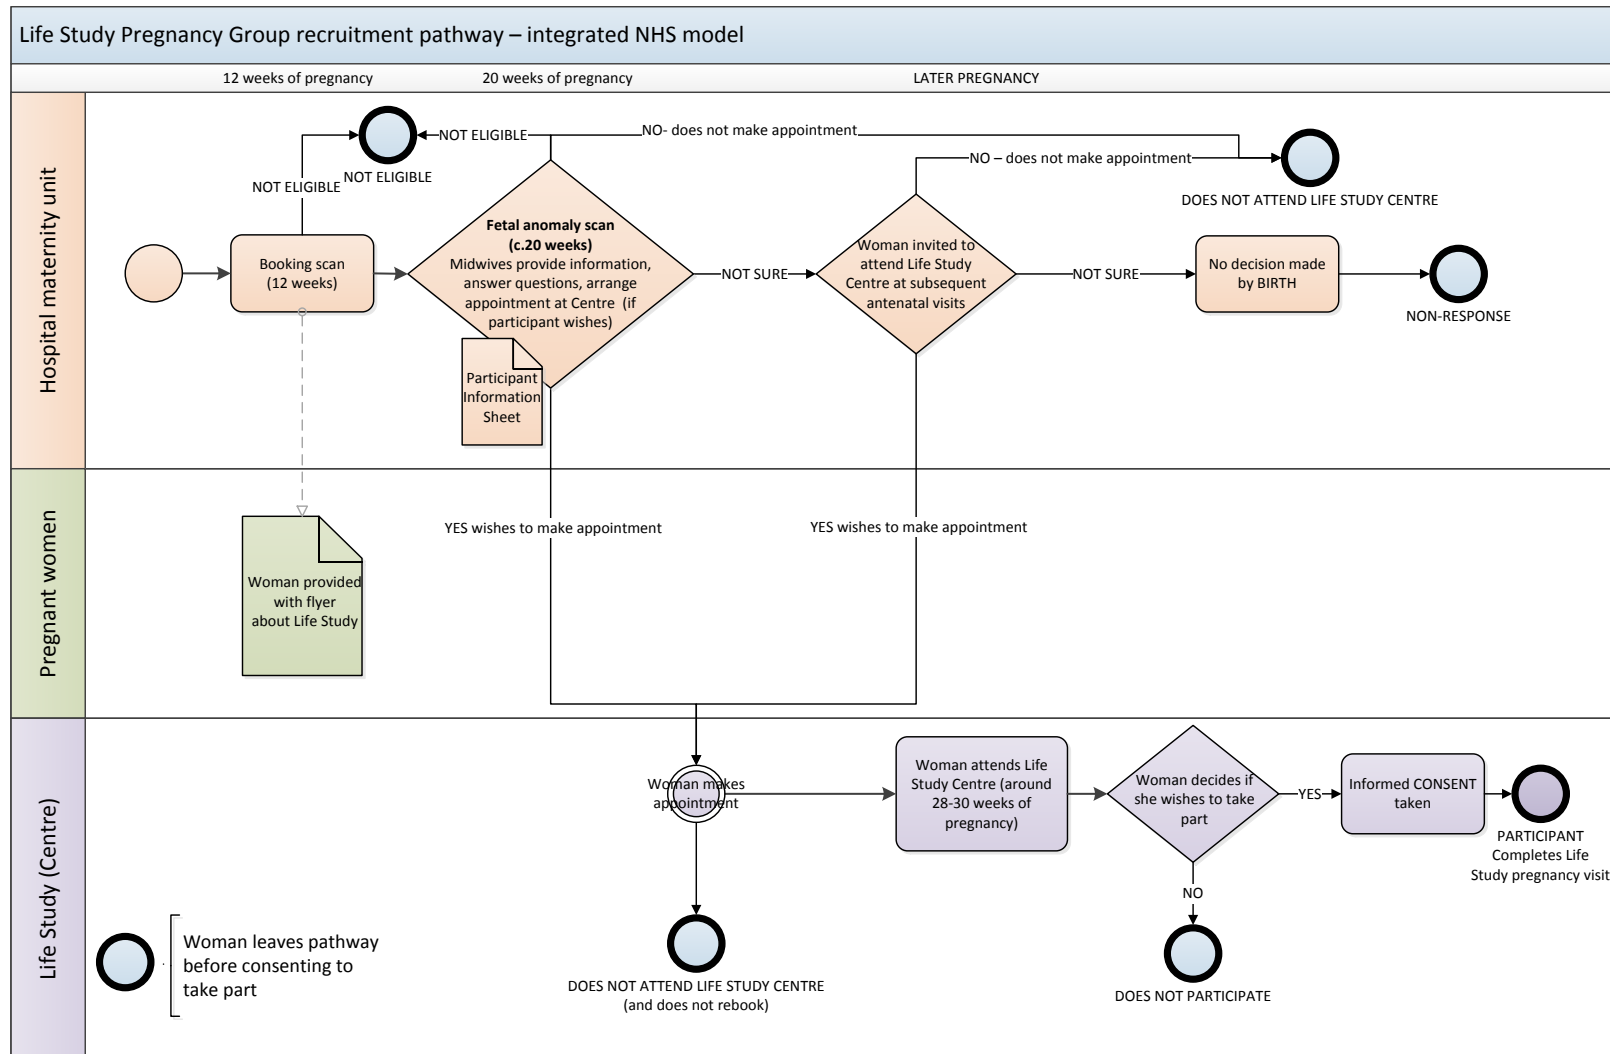 Life Study Pregnancy Group recruitment pathway – integrated NHS model
12 weeks of pregnancy
20 weeks of pregnancy
LATER PREGNANCY
Hospital maternity unit
NOT ELIGIBLE
NOT ELIGIBLE
NOT ELIGIBLE
NO- does not make appointment
NO – does not make appointment
DOES NOT ATTEND LIFE STUDY CENTRE
Booking scan
(12 weeks)
Fetal anomaly scan
(c.20 weeks)
Midwives provide information,
answer questions, arrange
appointment at Centre (if
participant wishes)
Participant
Information
Sheet
NOT SURE
Woman invited to
attend Life Study
Centre at subsequent
antenatal visits
NOT SURE
No decision made
by BIRTH
NON-RESPONSE
Pregnant women
Woman provided
with flyer
about Life Study
YES wishes to make appointment
YES wishes to make appointment
Life Study (Centre)
Woman makes
appointment
Woman attends Life
Study Centre (around
28-30 weeks of
pregnancy)
Woman decides if
she wishes to take
part
YES
Informed CONSENT
taken
PARTICIPANT
Completes Life
Study pregnancy visit
NO
DOES NOT PARTICIPATE
DOES NOT ATTEND LIFE STUDY CENTRE
(and does not rebook)
Woman leaves pathway
before consenting to
take part